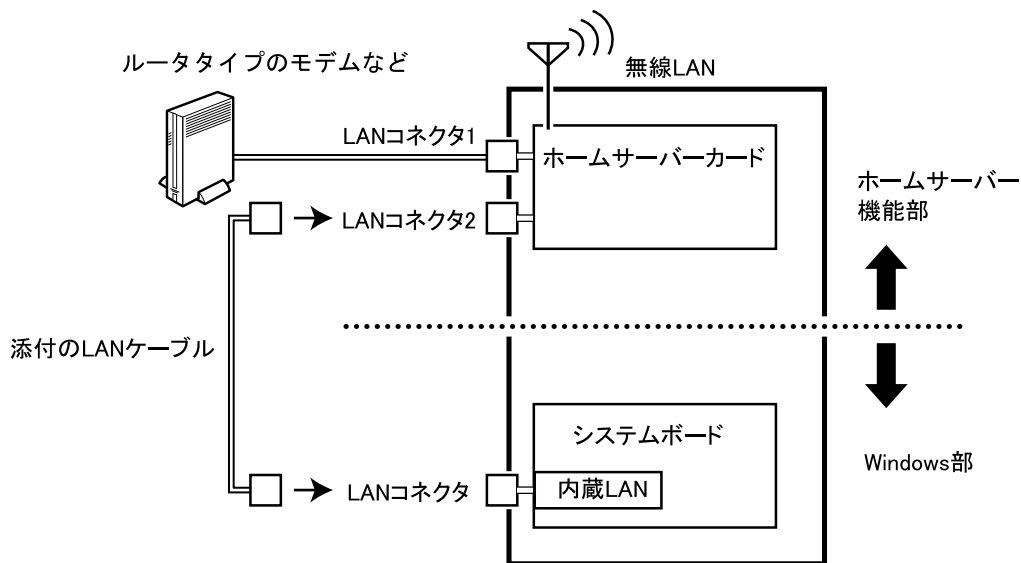 ルータタイプのモデムなど
無線LAN
LANコネクタ1
ホームサーバーカード
ホームサーバー
機能部
LANコネクタ2
添付のLANケーブル
システムボード
Windows部
LANコネクタ
内蔵LAN